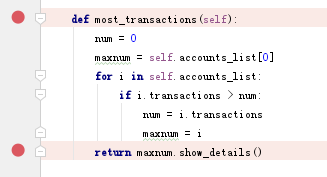 def most_transactions(self):
    num = 0
    maxnum = self.accounts_list[0]
    for i in self.accounts_list:
        if i.transactions > num:
            num = i.transactions
            maxnum = i
    return maxnum.show_details()